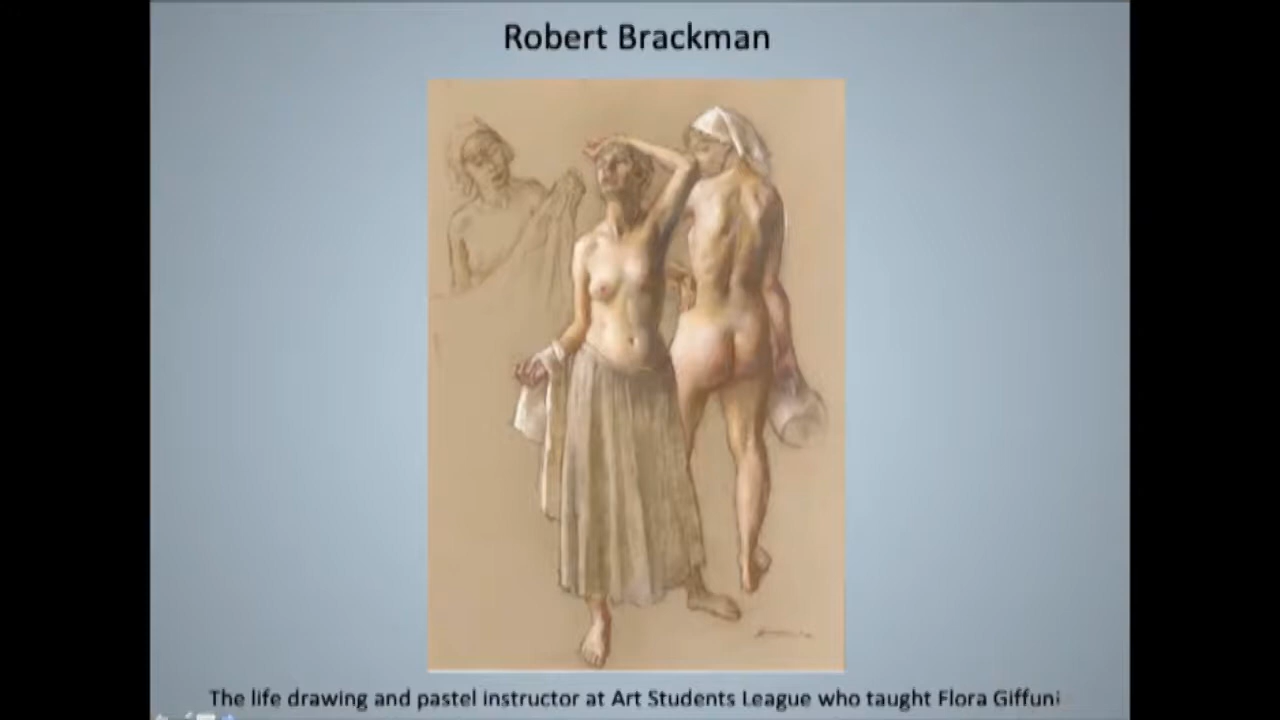 Robert Brackman
The life drawing and pastel instructor at Art Students League who taught Flora Giffuni